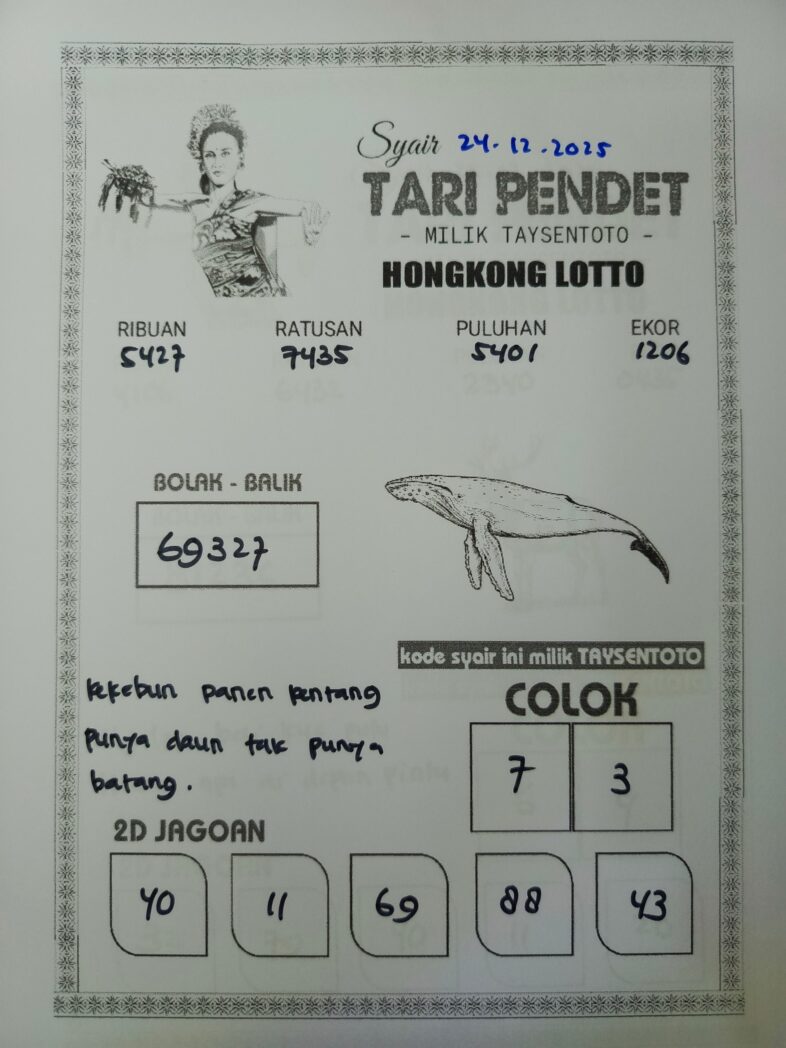 Syair 24.12.2025
TARI PENDET
- MILIK TAYSENTOTO -
HONGKONG LOTTO
RIBUAN RATUSAN PULUHAN EKOR
5427 7435 5401 1206
BOLAK - BALIK
69327
kode syair ini milik TAYSENTOTO
kekebun panen kentang
punya daun tak punya
batang.
COLOK
7 3
2D JAGOAN
40 11 69 88 43